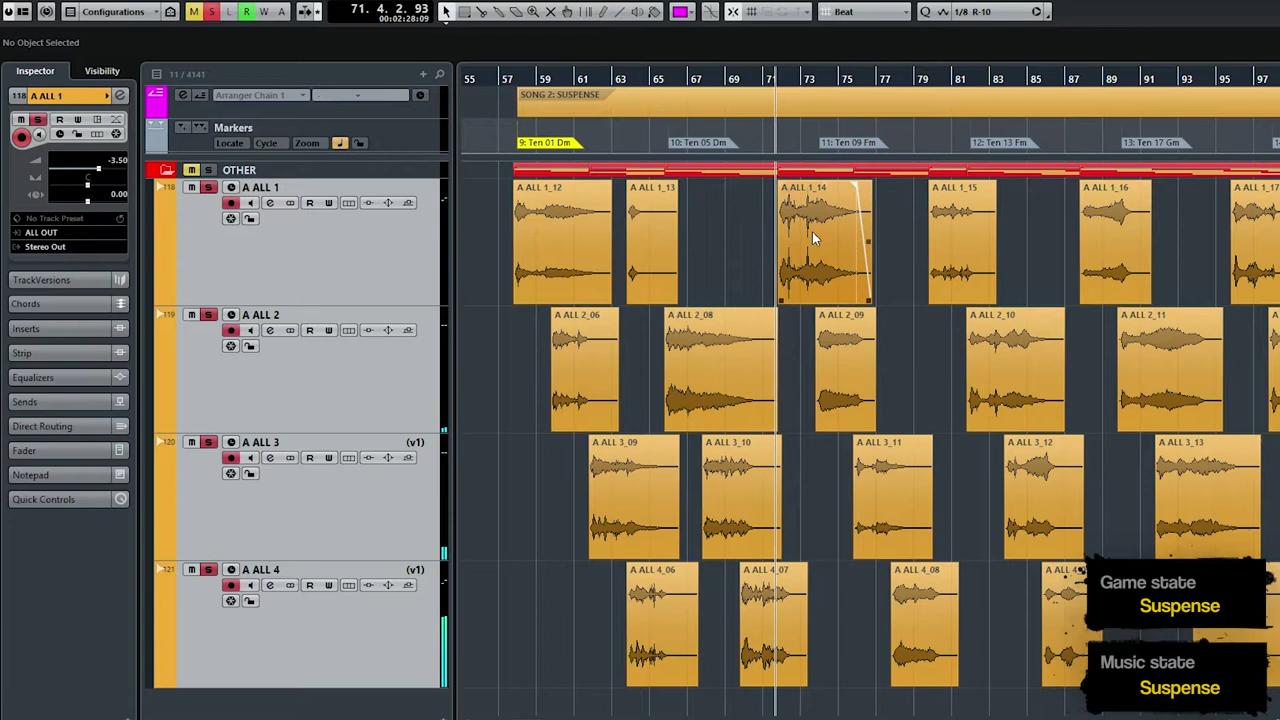 Configurations M S L R W A 71. 4. 2. 93 00:02:28:09 Beat Q 1/8 R-10
No Object Selected
Inspector Visibility 11 / 4141
55 57 59 61 63 65 67 69 71 73 75 77 79 81 83 85 87 89 91 93 95 97
118 A ALL 1
Arranger Chain 1
SONG 2: SUSPENSE
M S R W
-3.50
C
0.00
No Track Preset
ALL OUT
Stereo Out
TrackVersions
Chords
Inserts
Strip
Equalizers
Sends
Direct Routing
Fader
Notepad
Quick Controls
Markers
Locate Cycle Zoom
9: Ten 01 Dm 10: Ten 05 Dm 11: Ten 09 Fm 12: Ten 13 Fm 13: Ten 17 Gm
M S OTHER
118 M S A ALL 1
R W
A ALL 1_12 A ALL 1_13 A ALL 1_14 A ALL 1_15 A ALL 1_16 A ALL 1_17
119 M S A ALL 2
R W
A ALL 2_06 A ALL 2_08 A ALL 2_09 A ALL 2_10 A ALL 2_11
120 M S A ALL 3 (v1)
R W
A ALL 3_09 A ALL 3_10 A ALL 3_11 A ALL 3_12 A ALL 3_13
121 M S A ALL 4 (v1)
R W
A ALL 4_06 A ALL 4_07 A ALL 4_08 A ALL 4
Game state
Suspense
Music state
Suspense